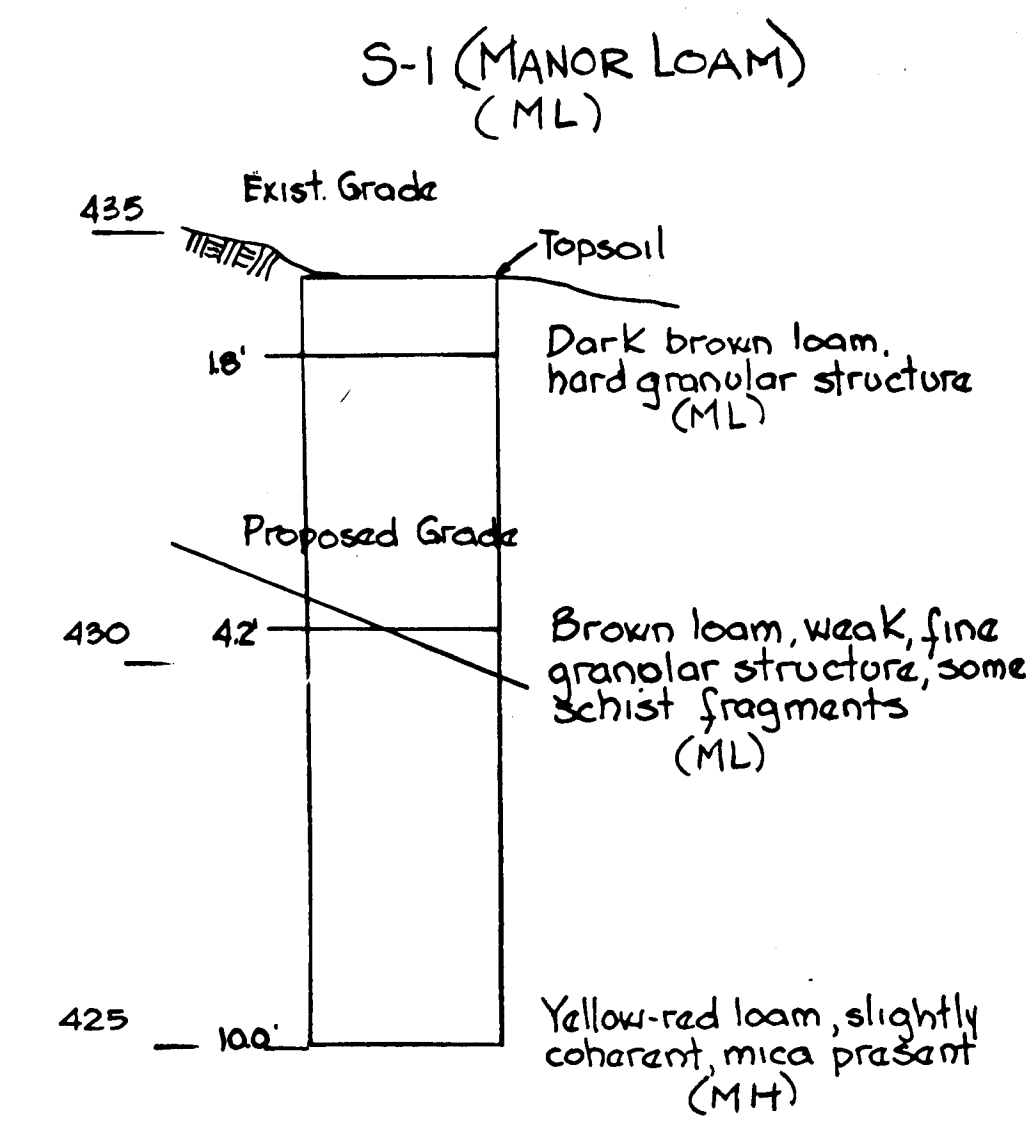 S-1 (MANOR LOAM)
(ML)
Exist. Grade
435
Topsoil
Dark brown loam,
1.8'
hard granular structure
(ML)
Proposed Grade
430
4.2'
Brown loam, weak, fine
granular structure, some
schist fragments
(ML)
425
10.0'
Yellow-red loam, slightly
coherent, mica present
(MH)